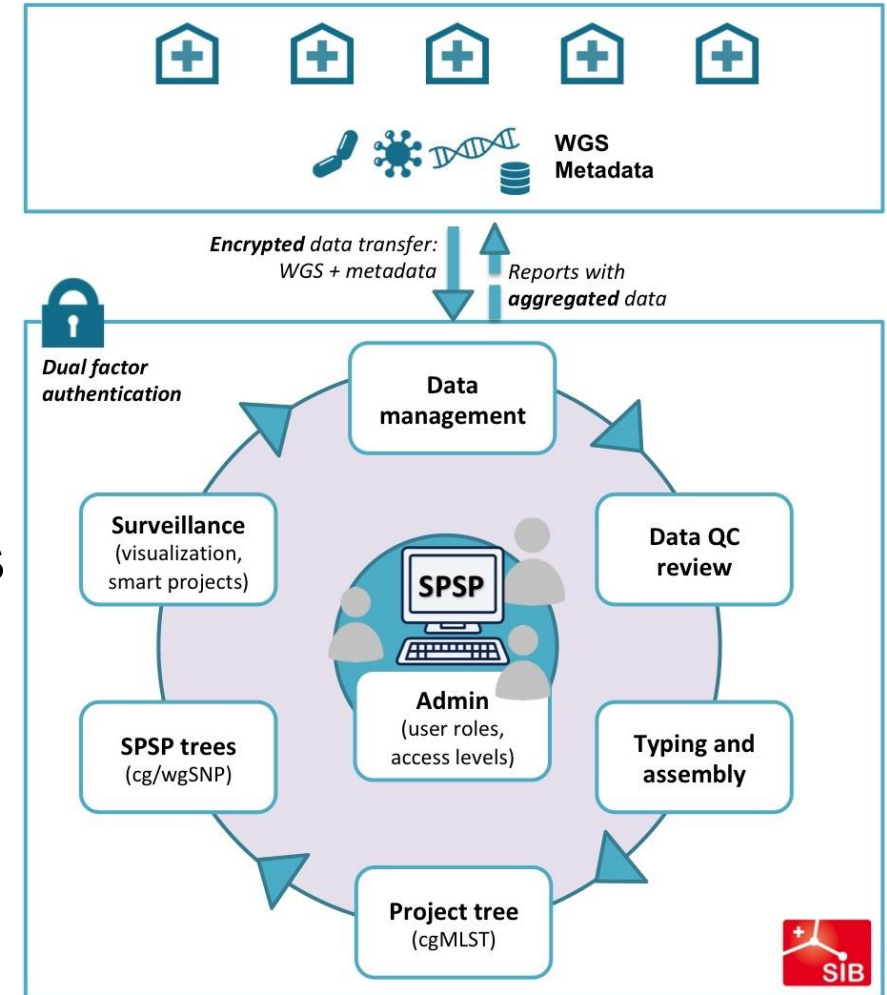 WGS
Metadata
Encrypted data transfer:
WGS + metadata
Reports with
aggregated data
Dual factor
authentication
Data
management
Surveillance
(visualization,
smart projects)
Data QC
review
s
SPSP
Admin
(user roles,
access levels)
SPSP trees
(cg/wgSNP)
Typing and
assembly
Project tree
(cgMLST)
SIB